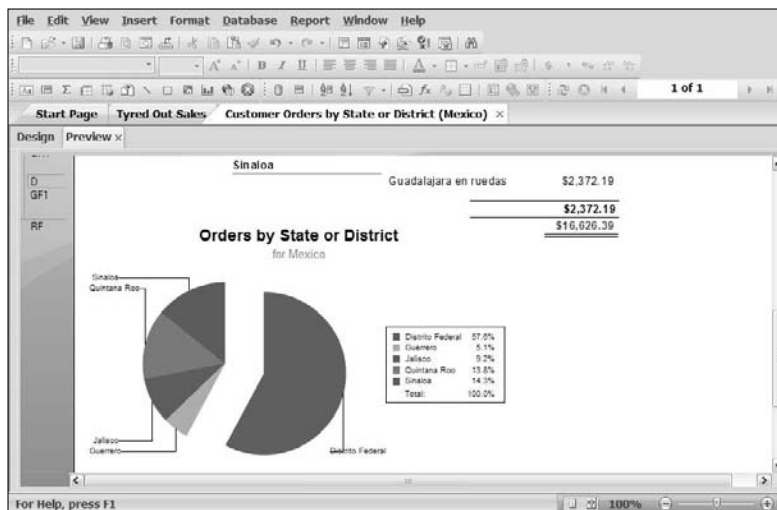 File Edit View Insert Format Database Report Window Help
1 of 1
Start Page Tyred Out Sales Customer Orders by State or District (Mexico) ×
Design Preview ×
Sinaloa
D
Guadalajara en ruedas $2,372.19
GF1
$2,372.19
RF
$16,626.39
Orders by State or District
for Mexico
Sinaloa
Quintana Roo
Distrito Federal 57.6%
Guerrero 5.1%
Jalisco 9.2%
Quintana Roo 13.8%
Sinaloa 14.3%
Total: 100.0%
Jalisco
Guerrero
Distrito Federal
For Help, press F1
100%